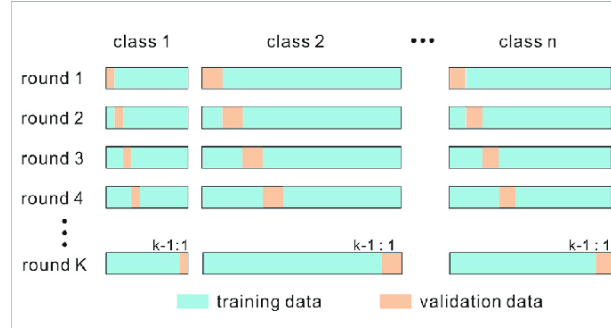 class 1 class 2 ••• class n
round 1
round 2
round 3
round 4
k-1:1 k-1 : 1 k-1 : 1
round K
training data validation data